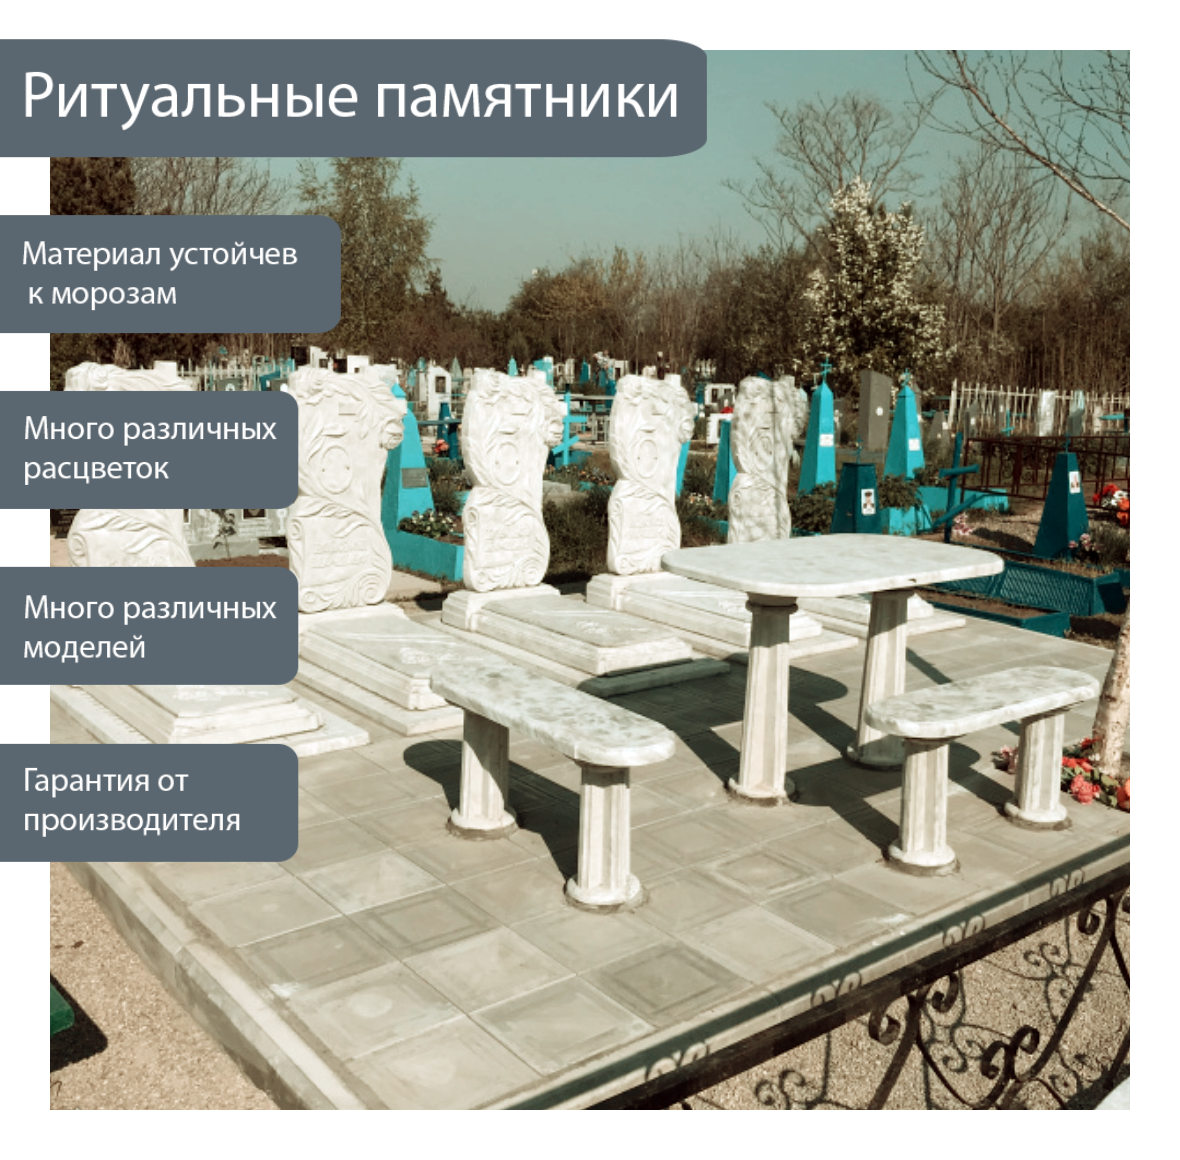 Ритуальные памятники
Материал устойчев
к морозам
Много различных
расцветок
Много различных
моделей
Гарантия от
производителя